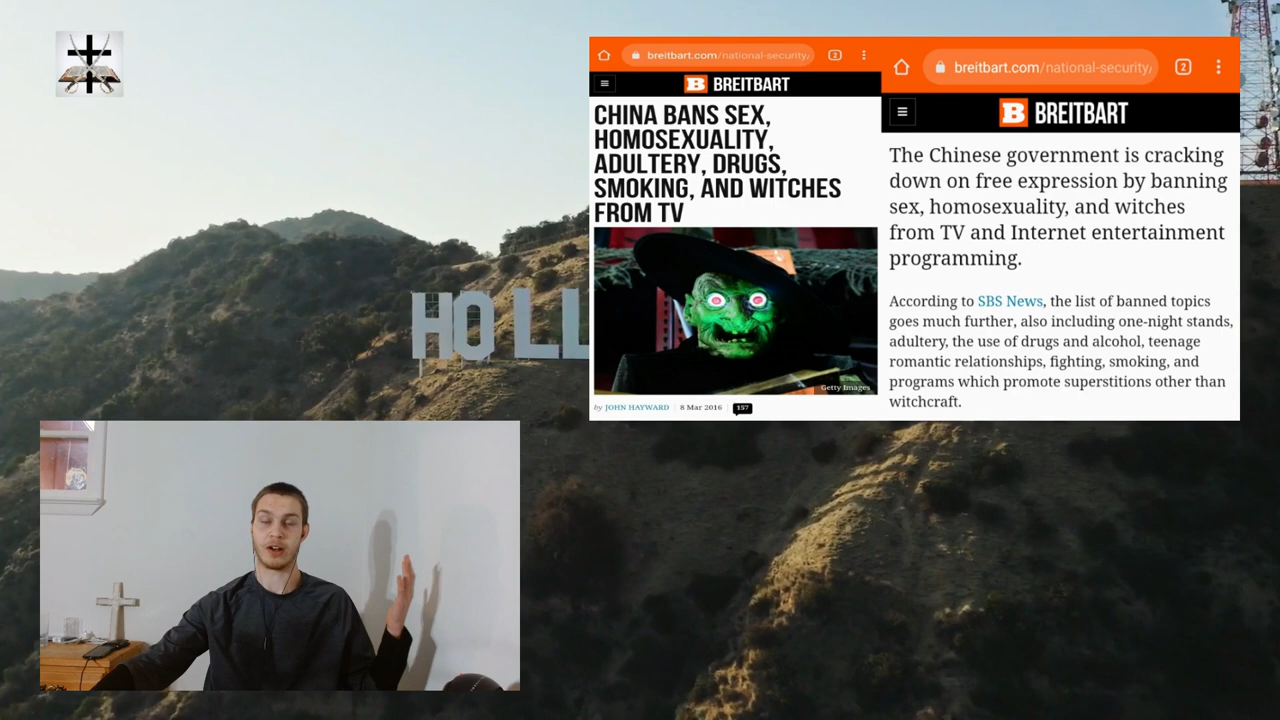 HOLL
breitbart.com/national-security/
2
BREITBART
CHINA BANS SEX,
HOMOSEXUALITY,
ADULTERY, DRUGS,
SMOKING, AND WITCHES
FROM TV
Getty Images
by JOHN HAYWARD | 8 Mar 2016 157
breitbart.com/national-security/
2
BREITBART
The Chinese government is cracking
down on free expression by banning
sex, homosexuality, and witches
from TV and Internet entertainment
programming.
According to SBS News, the list of banned topics
goes much further, also including one-night stands,
adultery, the use of drugs and alcohol, teenage
romantic relationships, fighting, smoking, and
programs which promote superstitions other than
witchcraft.